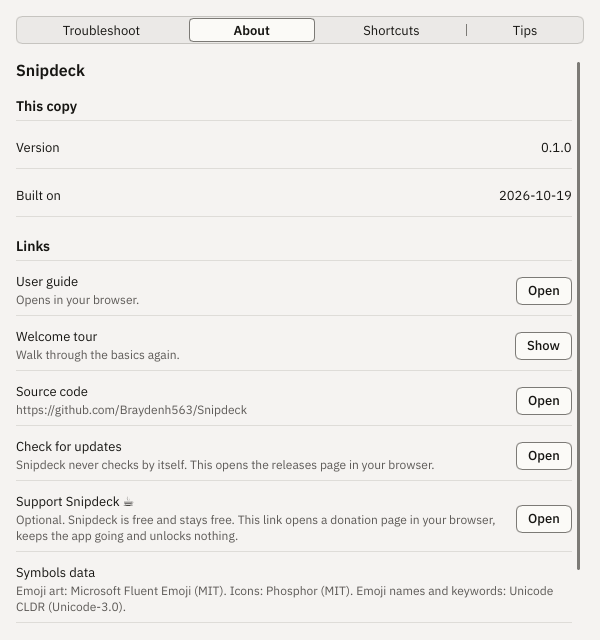 Troubleshoot About Shortcuts Tips
Snipdeck
This copy
Version 0.1.0
Built on 2026-10-19
Links
User guide
Opens in your browser.
Open
Welcome tour
Walk through the basics again.
Show
Source code
https://github.com/Braydenh563/Snipdeck
Open
Check for updates
Snipdeck never checks by itself. This opens the releases page in your browser.
Open
Support Snipdeck ☕
Optional. Snipdeck is free and stays free. This link opens a donation page in your browser,
keeps the app going and unlocks nothing.
Open
Symbols data
Emoji art: Microsoft Fluent Emoji (MIT). Icons: Phosphor (MIT). Emoji names and keywords: Unicode
CLDR (Unicode-3.0).